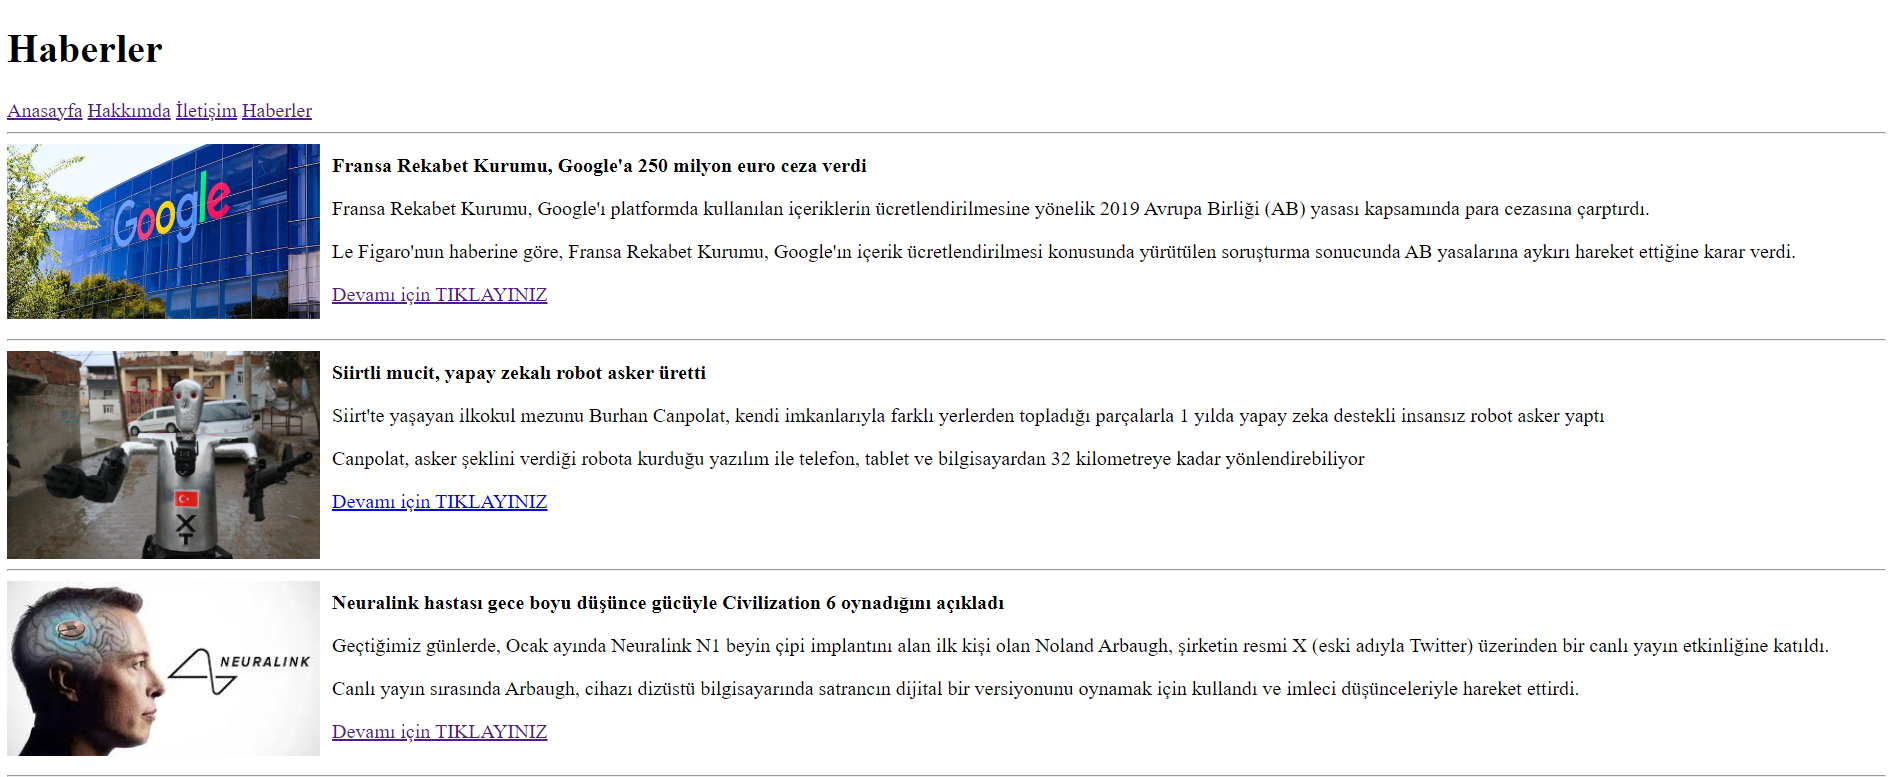 Haberler
Anasayfa Hakkımda İletişim Haberler
Google
Fransa Rekabet Kurumu, Google'a 250 milyon euro ceza verdi
Fransa Rekabet Kurumu, Google'ı platformda kullanılan içeriklerin ücretlendirilmesine yönelik 2019 Avrupa Birliği (AB) yasası kapsamında para cezasına çarptırdı.
Le Figaro'nun haberine göre, Fransa Rekabet Kurumu, Google'ın içerik ücretlendirilmesi konusunda yürütülen soruşturma sonucunda AB yasalarına aykırı hareket ettiğine karar verdi.
Devamı için TIKLAYINIZ
XT
Siirtli mucit, yapay zekalı robot asker üretti
Siirt'te yaşayan ilkokul mezunu Burhan Canpolat, kendi imkanlarıyla farklı yerlerden topladığı parçalarla 1 yılda yapay zeka destekli insansız robot asker yaptı
Canpolat, asker şeklini verdiği robota kurduğu yazılım ile telefon, tablet ve bilgisayardan 32 kilometreye kadar yönlendirebiliyor
Devamı için TIKLAYINIZ
NEURALINK
Neuralink hastası gece boyu düşünce gücüyle Civilization 6 oynadığını açıkladı
Geçtiğimiz günlerde, Ocak ayında Neuralink N1 beyin çipi implantını alan ilk kişi olan Noland Arbaugh, şirketin resmi X (eski adıyla Twitter) üzerinden bir canlı yayın etkinliğine katıldı.
Canlı yayın sırasında Arbaugh, cihazı dizüstü bilgisayarında satrancın dijital bir versiyonunu oynamak için kullandı ve imleci düşünceleriyle hareket ettirdi.
Devamı için TIKLAYINIZ